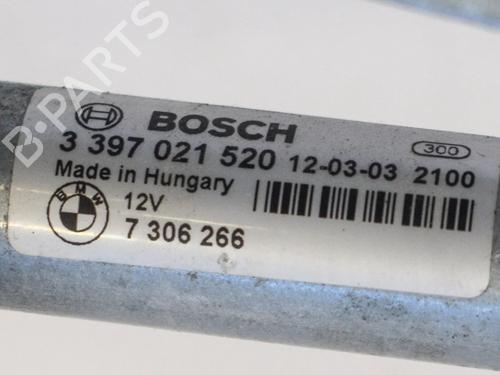 BOSCH
300
3 397 021 520 12-03-03 2100
Made in Hungary
BMW
12V
7 306 266
B-PARTS